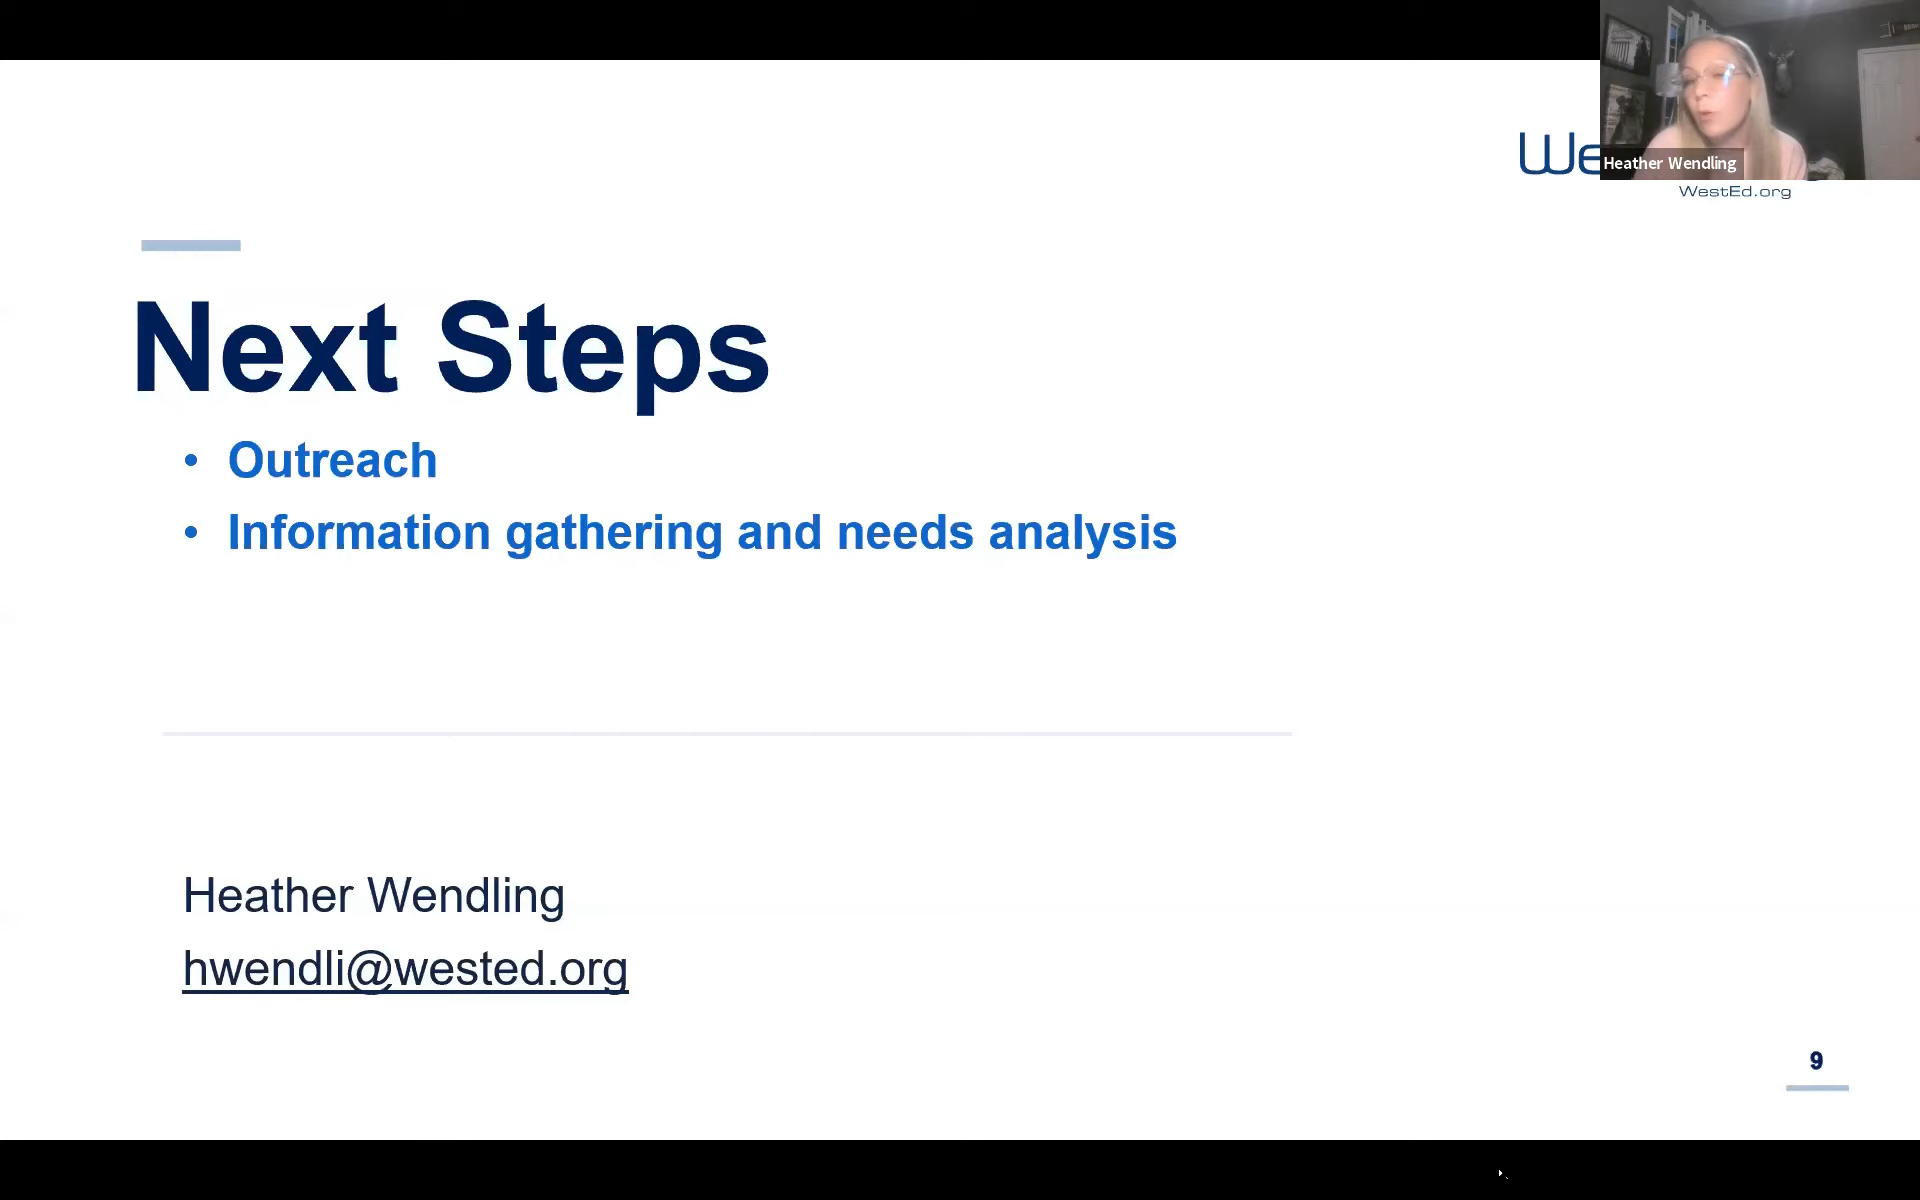 We
Heather Wendling
WestEd.org
Next Steps
• Outreach
• Information gathering and needs analysis
Heather Wendling
hwendli@wested.org
9